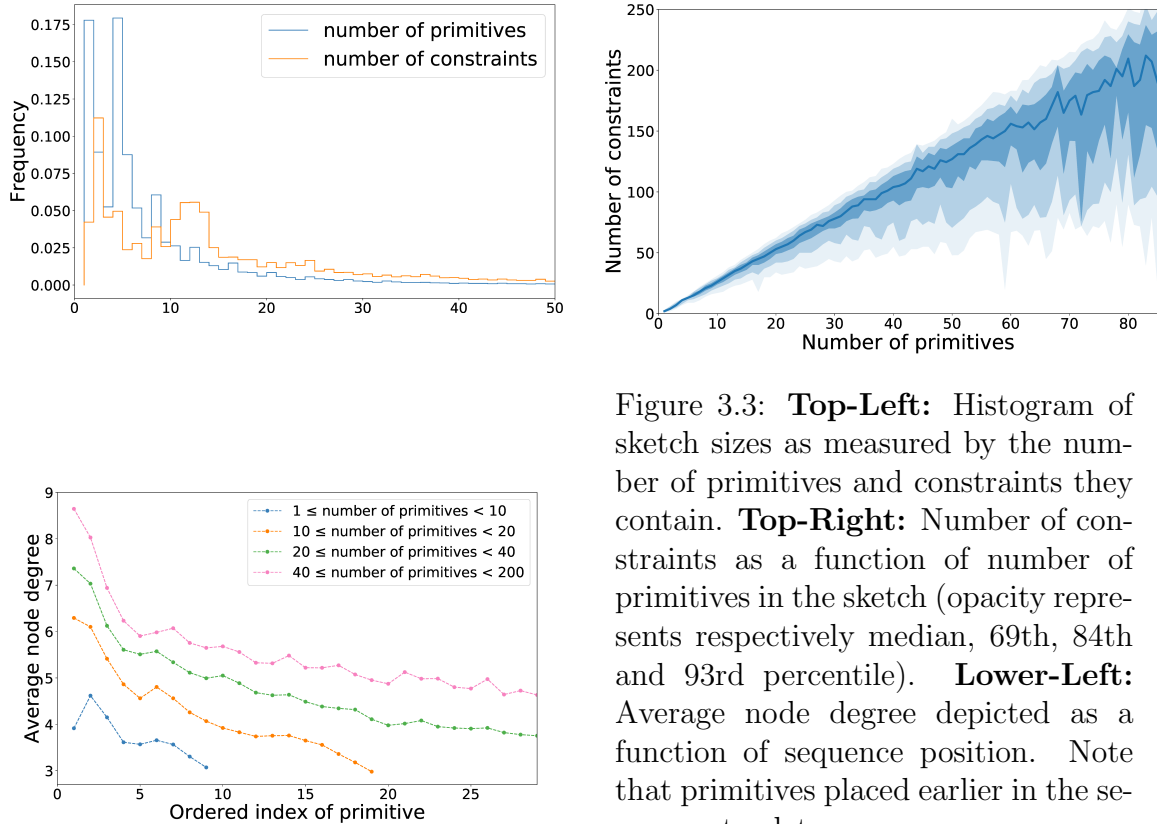 0.175
0.150
0.125
0.100
0.075
0.050
0.025
0.000
Frequency
number of primitives
number of constraints
0 10 20 30 40 50
250
200
150
100
50
0
Number of constraints
0 10 20 30 40 50 60 70 80
Number of primitives
9
8
7
6
5
4
3
Average node degree
1 ≤ number of primitives < 10
10 ≤ number of primitives < 20
20 ≤ number of primitives < 40
40 ≤ number of primitives < 200
0 5 10 15 20 25
Ordered index of primitive
Figure 3.3: Top-Left: Histogram of
sketch sizes as measured by the num-
ber of primitives and constraints they
contain. Top-Right: Number of con-
straints as a function of number of
primitives in the sketch (opacity repre-
sents respectively median, 69th, 84th
and 93rd percentile). Lower-Left:
Average node degree depicted as a
function of sequence position. Note
that primitives placed earlier in the se-